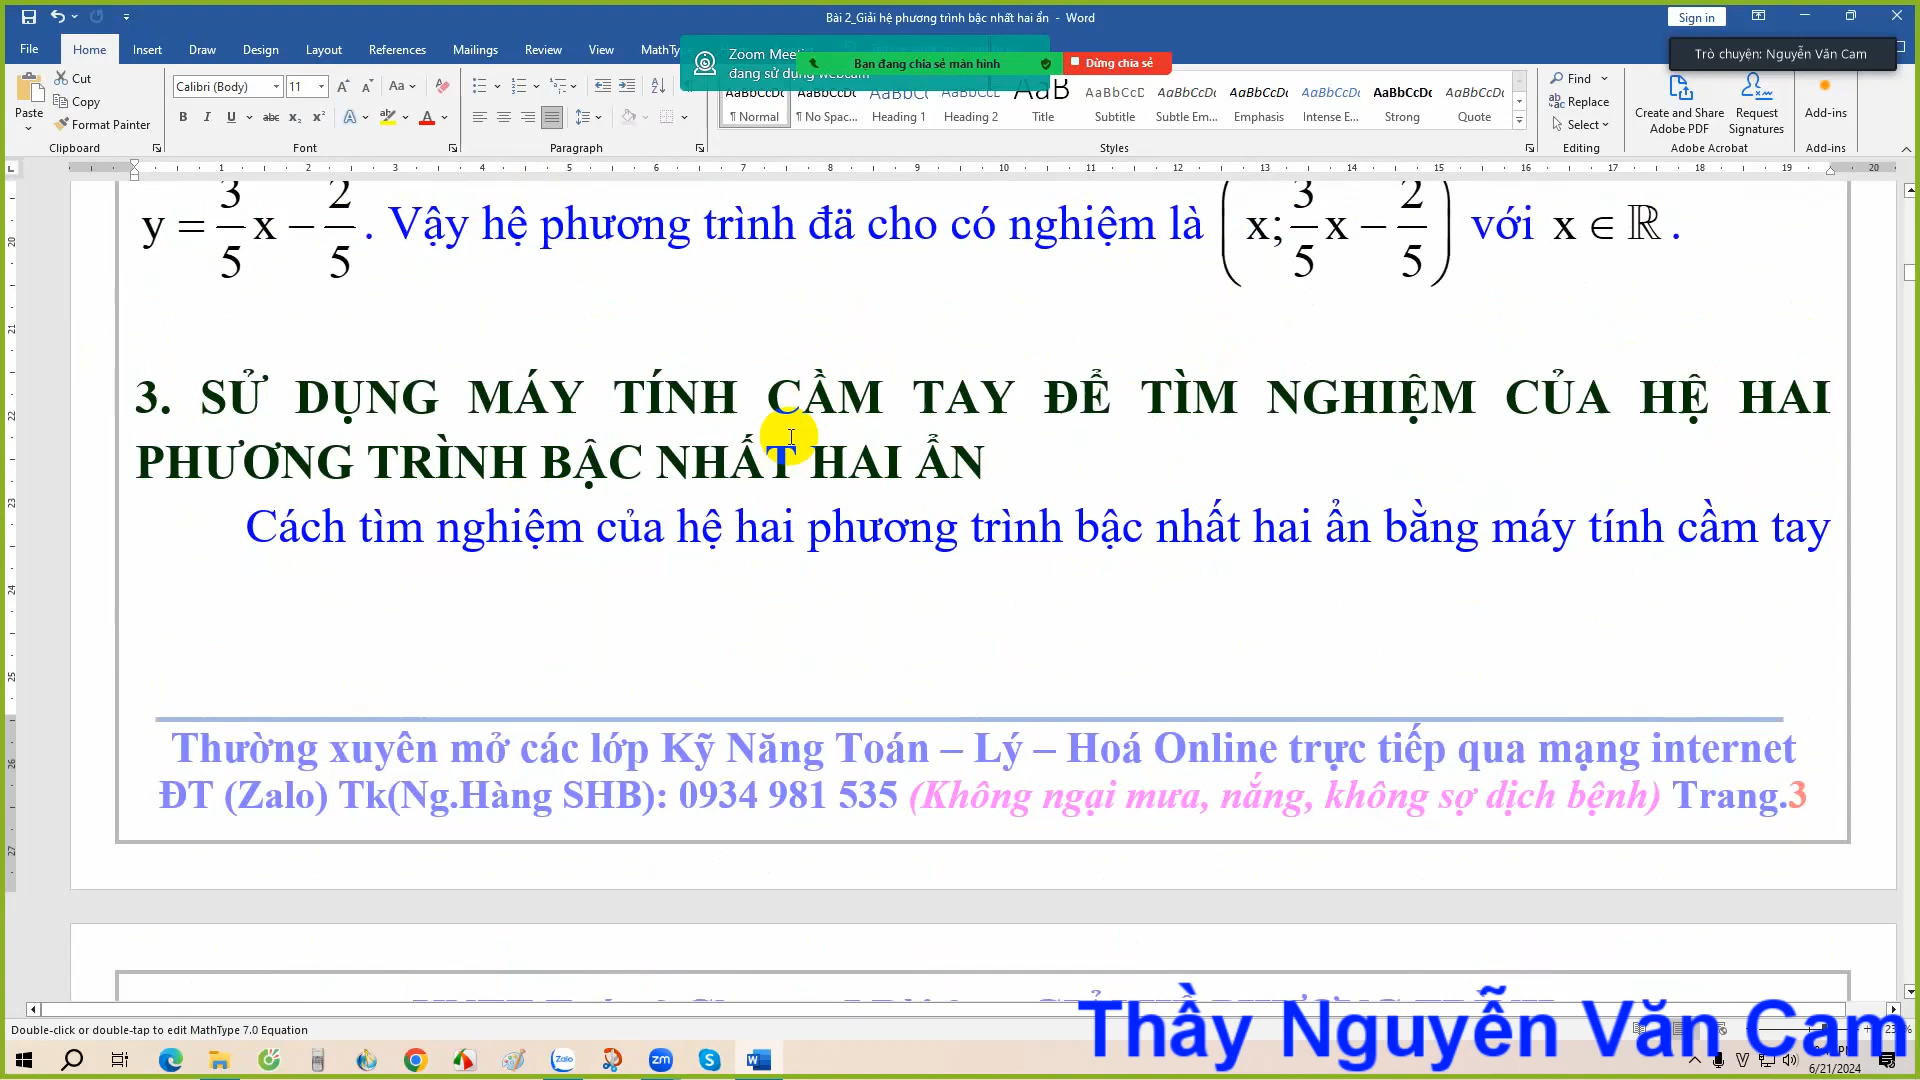 Bài 2_Giải hệ phương trình bậc nhất hai ẩn - Word
Sign in
File Home Insert Draw Design Layout References Mailings Review View MathTy
Zoom Meeti
đang sử dụng webcam
Bạn đang chia sẻ màn hình
Dừng chia sẻ
Trò chuyện: Nguyễn Văn Cam
Paste
Cut
Copy
Format Painter
Clipboard
Calibri (Body) 11
Font
Paragraph
¶ Normal
¶ No Spac...
Heading 1
Heading 2
Title
Subtitle
Subtle Em...
Emphasis
Intense E...
Strong
Quote
Styles
Find
Replace
Select
Editing
Create and Share Adobe PDF
Request Signatures
Adobe Acrobat
Add-ins
Add-ins
y = 3/5 x − 2/5. Vậy hệ phương trình đã cho có nghiệm là (x; 3/5 x − 2/5) với x ∈ ℝ.
3. SỬ DỤNG MÁY TÍNH CẦM TAY ĐỂ TÌM NGHIỆM CỦA HỆ HAI
PHƯƠNG TRÌNH BẬC NHẤT HAI ẨN
Cách tìm nghiệm của hệ hai phương trình bậc nhất hai ẩn bằng máy tính cầm tay
Thường xuyên mở các lớp Kỹ Năng Toán – Lý – Hoá Online trực tiếp qua mạng internet
ĐT (Zalo) Tk(Ng.Hàng SHB): 0934 981 535 (Không ngại mưa, nắng, không sợ dịch bệnh) Trang.3
Thầy Nguyễn Văn Cam
Double-click or double-tap to edit MathType 7.0 Equation
6/21/2024